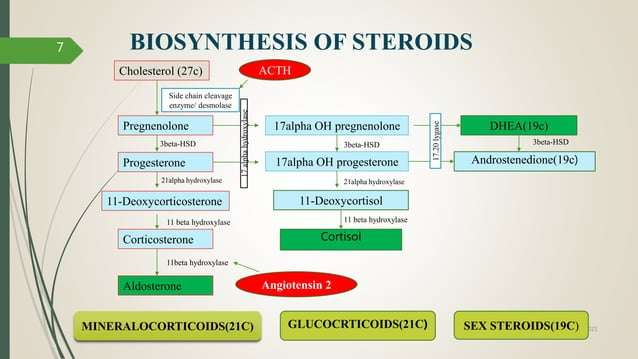 7
BIOSYNTHESIS OF STEROIDS
Cholesterol (27c)
ACTH
Side chain cleavage
enzyme/ desmolase
17 alpha hydroxylase
17.20 lygase
Pregnenolone
17alpha OH pregnenolone
DHEA(19c)
3beta-HSD
3beta-HSD
3beta-HSD
Progesterone
17alpha OH progesterone
Androstenedione(19c)
21alpha hydroxylase
21alpha hydroxylase
11-Deoxycorticosterone
11-Deoxycortisol
11 beta hydroxylase
11 beta hydroxylase
Corticosterone
Cortisol
11beta hydroxylase
Aldosterone
Angiotensin 2
MINERALOCORTICOIDS(21C)
GLUCOCRTICOIDS(21C)
SEX STEROIDS(19C)